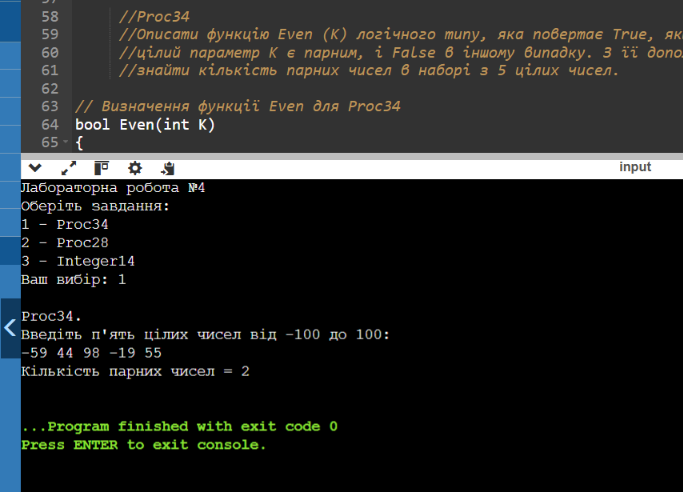 58 //Proc34
59 //Описати функцію Even (K) логічного типу, яка повертає True,
60 //цілий параметр K є парним, і False в іншому випадку. З її
61 //знайти кількість парних чисел в наборі з 5 цілих чисел.
62
63 // Визначення функції Even для Proc34
64 bool Even(int K)
65 {
input
Лабораторна робота №4
Оберіть завдання:
1 - Proc34
2 - Proc28
3 - Integer14
Ваш вибір: 1
Proc34.
Введіть п'ять цілих чисел від -100 до 100:
-59 44 98 -19 55
Кількість парних чисел = 2
...Program finished with exit code 0
Press ENTER to exit console.